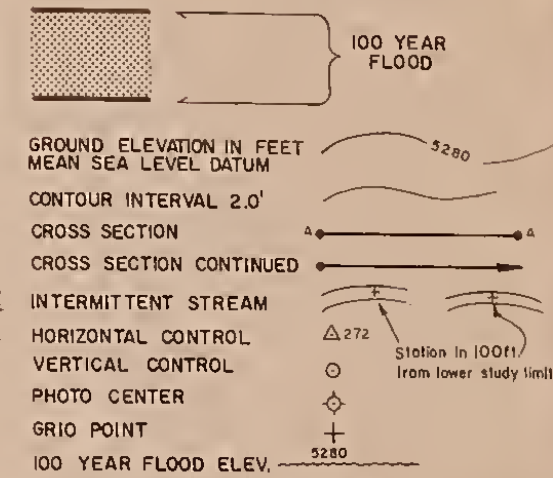 100 YEAR
FLOOD
GROUND ELEVATION IN FEET
MEAN SEA LEVEL DATUM
5280
CONTOUR INTERVAL 2.0'
CROSS SECTION
A A
CROSS SECTION CONTINUED
INTERMITTENT STREAM
HORIZONTAL CONTROL
272
Station in 100ft.
from lower study limit
VERTICAL CONTROL
PHOTO CENTER
GRID POINT
100 YEAR FLOOD ELEV.
5280